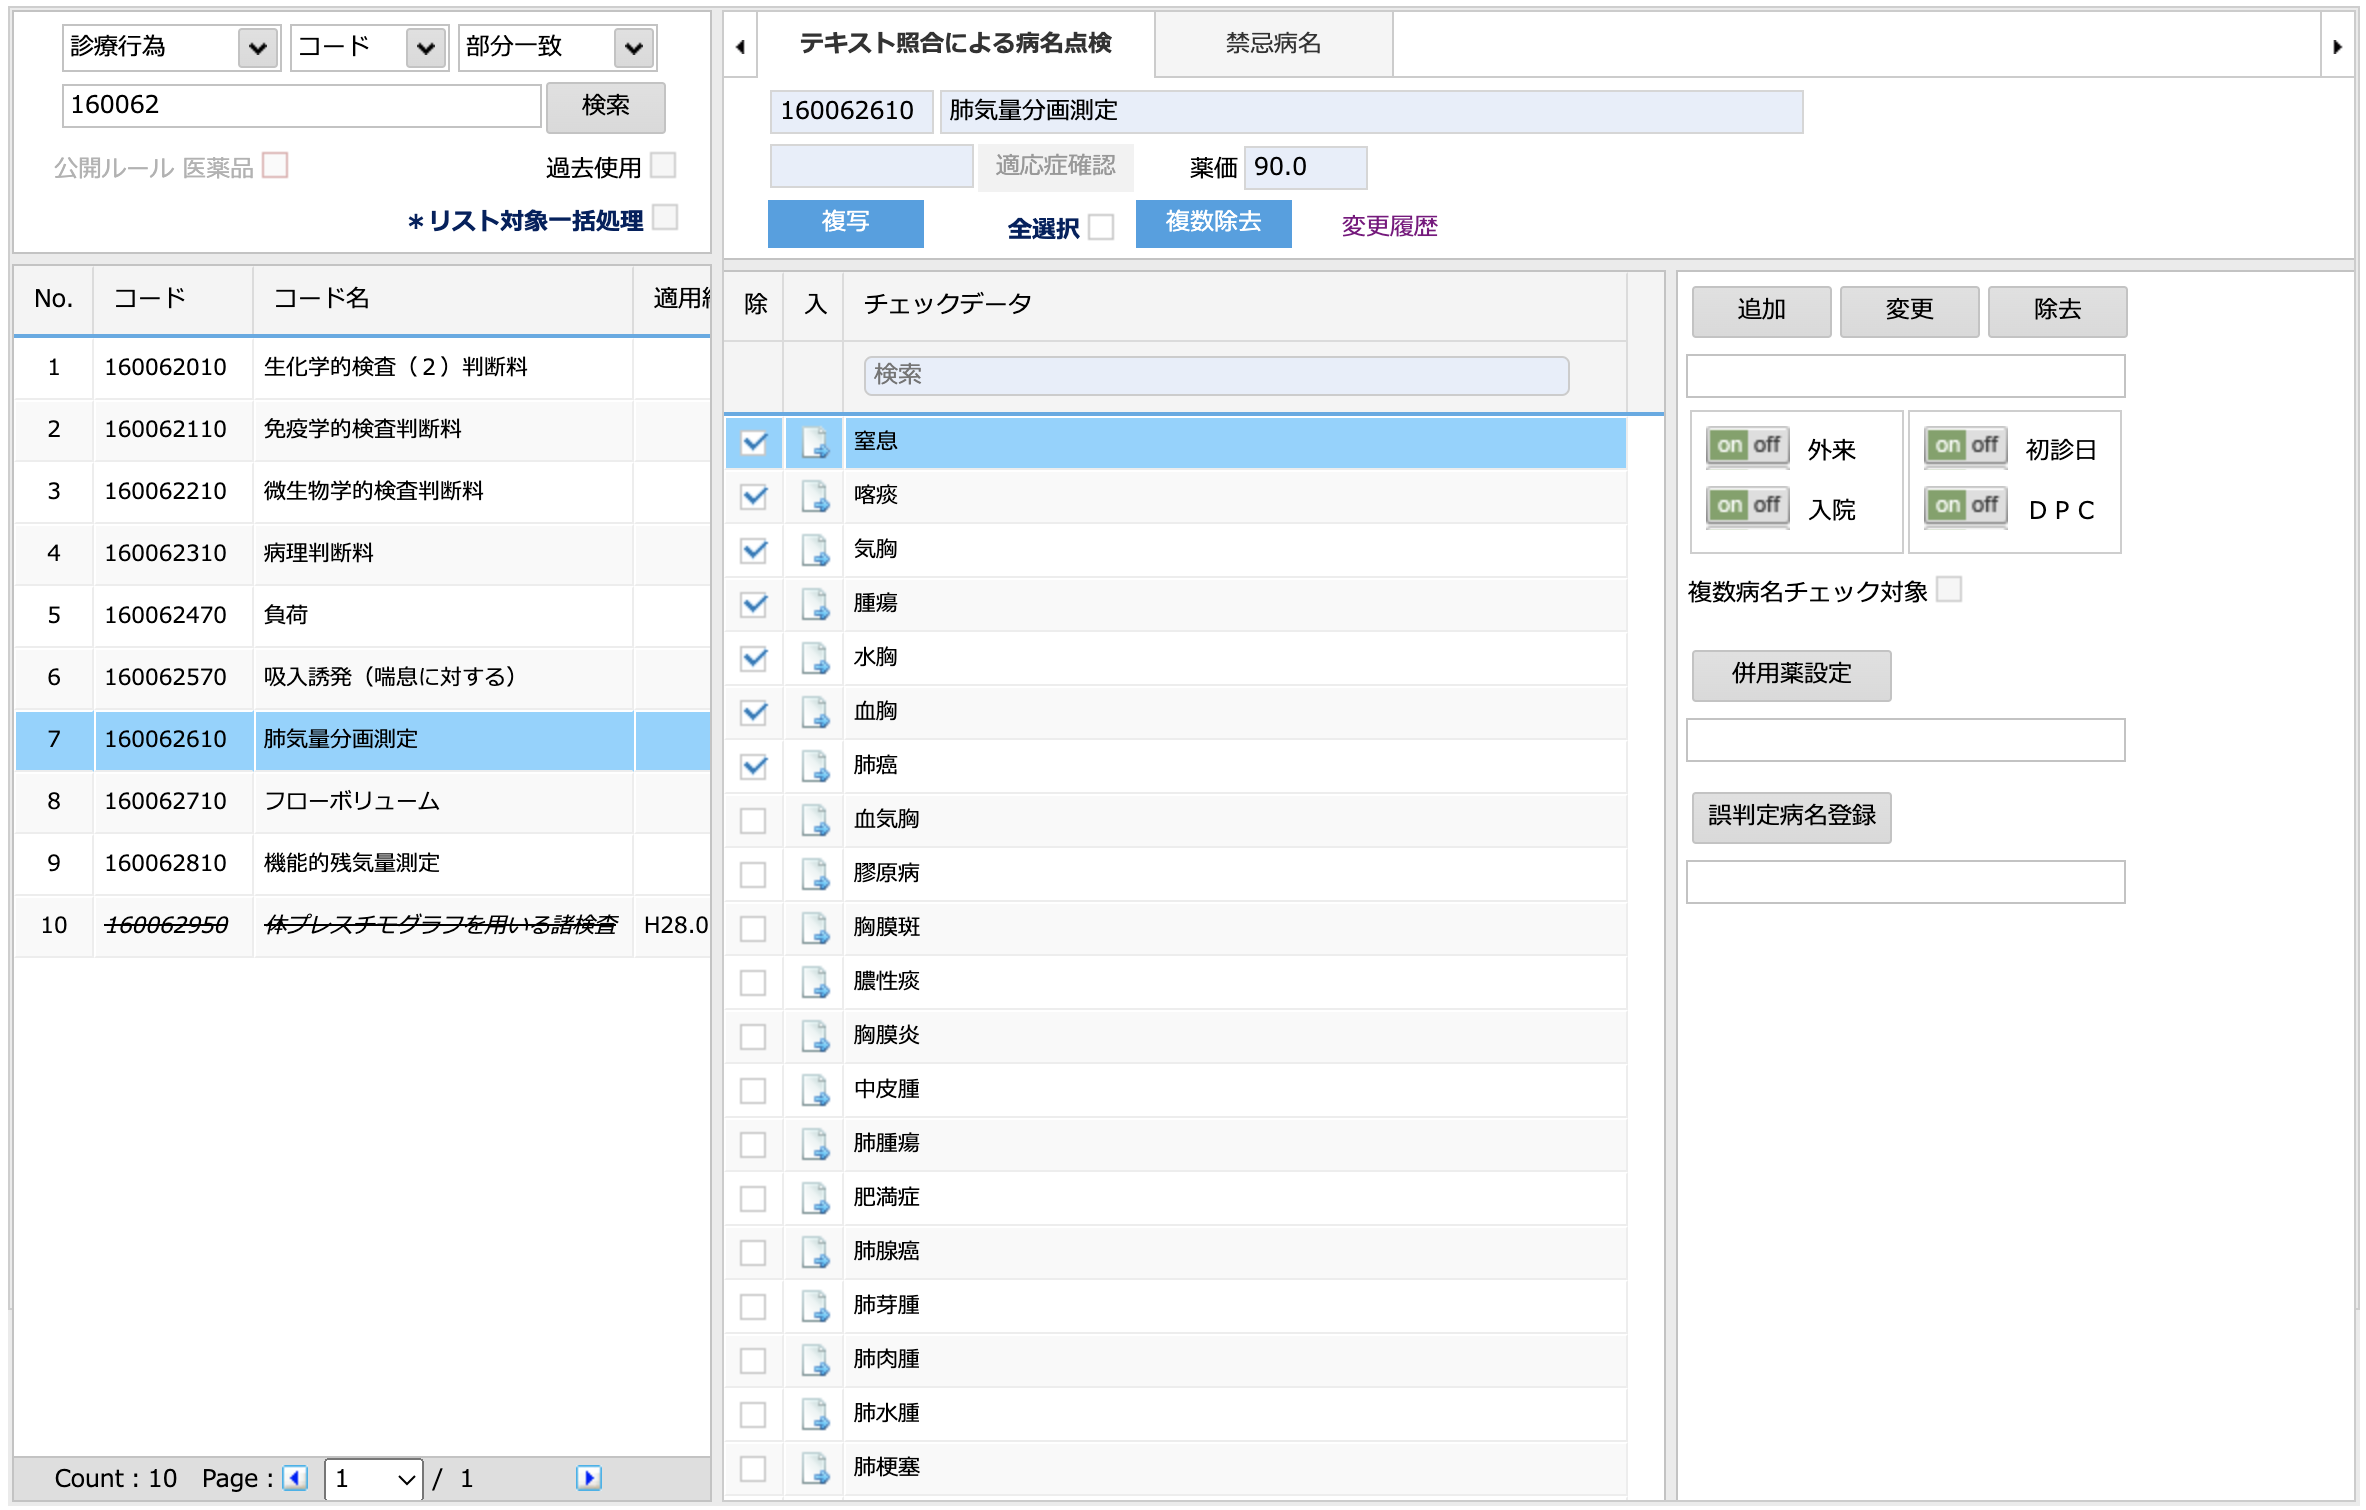 診療行為 コード 部分一致
160062 検索
公開ルール 医薬品 過去使用
＊リスト対象一括処理
No. コード コード名 適用
1 160062010 生化学的検査（２）判断料
2 160062110 免疫学的検査判断料
3 160062210 微生物学的検査判断料
4 160062310 病理判断料
5 160062470 負荷
6 160062570 吸入誘発（喘息に対する）
7 160062610 肺気量分画測定
8 160062710 フローボリューム
9 160062810 機能的残気量測定
10 160062950 体プレスチモグラフを用いる諸検査 H28.0
Count : 10 Page : 1 / 1
テキスト照合による病名点検 禁忌病名
160062610 肺気量分画測定
適応症確認 薬価 90.0
複写 全選択 複数除去 変更履歴
除 入 チェックデータ
検索
窒息
喀痰
気胸
腫瘍
水胸
血胸
肺癌
血気胸
膠原病
胸膜斑
膿性痰
胸膜炎
中皮腫
肺腫瘍
肥満症
肺腺癌
肺芽腫
肺肉腫
肺水腫
肺梗塞
追加 変更 除去
on off 外来 on off 初診日
on off 入院 on off ＤＰＣ
複数病名チェック対象
併用薬設定
誤判定病名登録